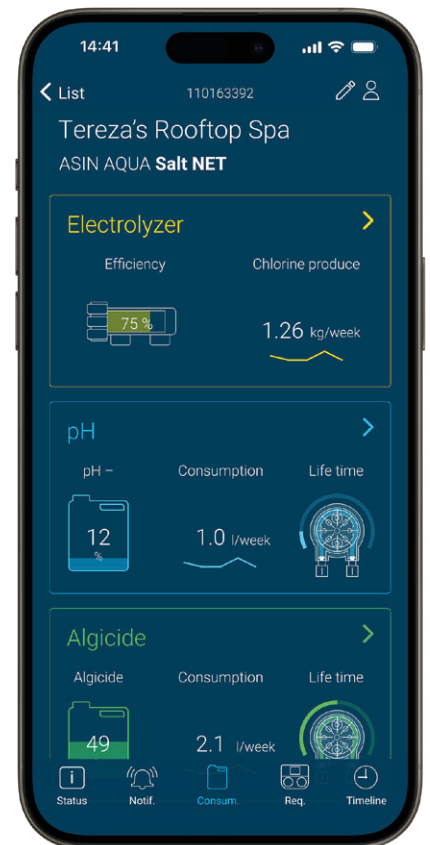 14:41
List
110163392
Tereza's Rooftop Spa
ASIN AQUA Salt NET
Electrolyzer
Efficiency Chlorine produce
75 %
1.26 kg/week
pH
pH – Consumption Life time
12
%
1.0 l/week
Algicide
Algicide Consumption Life time
49
2.1 l/week
Status Notif. Consum. Req. Timeline